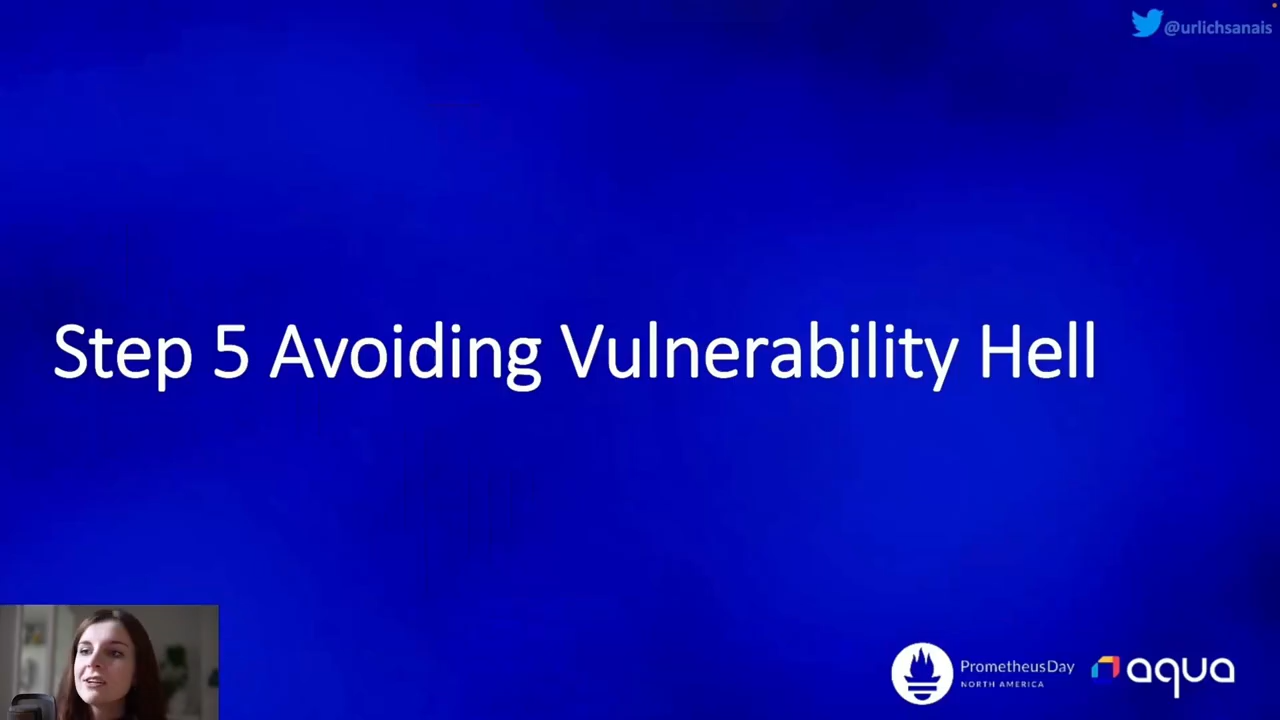 @urlichsanais
Step 5 Avoiding Vulnerability Hell
PrometheusDay
NORTH AMERICA
aqua